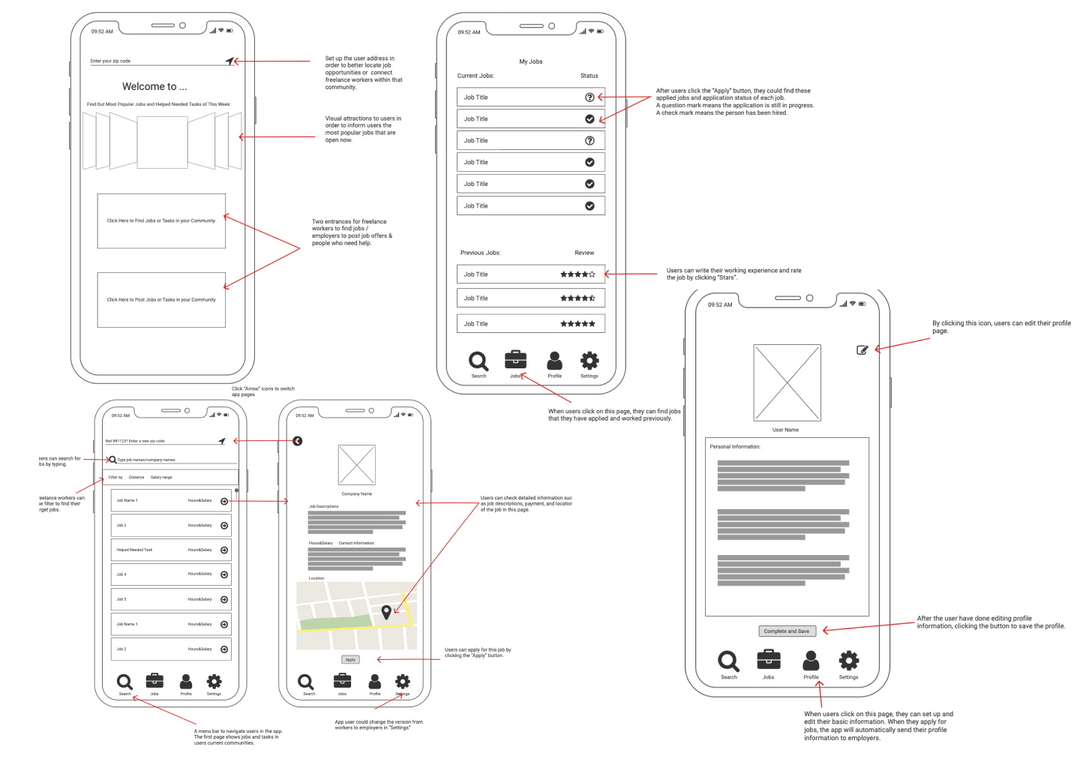 09:52 AM
Enter your zip code
Welcome to ...
Find Out Most Popular Jobs and Helped Needed Tasks of This Week:
Click Here to Find Jobs or Tasks in your Community
Click Here to Post Jobs or Tasks in your Community
Set up the user address in
order to better locate job
opportunities or connect
freelance workers within that
community.
Visual attractions to users in
order to inform users the
most popular jobs that are
open now.
Two entrances for freelance
workers to find jobs /
employers to post job offers &
people who need help.
09:52 AM
My Jobs
Current Jobs: Status
Job Title
Job Title
Job Title
Job Title
Job Title
Job Title
Previous Jobs: Review
Job Title
Job Title
Job Title
Search Jobs Profile Settings
After users click the "Apply" button, they could find these
applied jobs and application status of each job.
A question mark means the application is still in progress.
A check mark means the person has been hired.
Users can write their working experience and rate
the job by clicking "Stars".
When users click on this page, they can find jobs
that they have applied and worked previously.
09:52 AM
User Name
Personal Information:
Complete and Save
Search Jobs Profile Settings
By clicking this icon, users can edit their profile
page.
After the user have done editing profile
information, clicking the button to save the profile.
When users click on this page, they can set up and
edit their basic information. When they apply for
jobs, the app will automatically send their profile
information to employers.
Click "Arrow" icons to switch
app pages
09:52 AM
Not 98112? Enter a new zip code
Type job names/company names
Filter by Distance Salary range
Job Name 1 Hours&Salary
Job 2 Hours&Salary
Helped Needed Task Hours&Salary
Job 4 Hours&Salary
Job 5 Hours&Salary
Job Name 1 Hours&Salary
Job 2 Hours&Salary
Search Jobs Profile Settings
sers can search for
bs by typing.
eelance workers can
e filter to find their
rget jobs.
A menu bar to navigate users in the app.
The first page shows jobs and tasks in
users current communities.
09:52 AM
Company Name
Job Descriptions:
Hours&Salary Contact Information:
Location:
Apply
Search Jobs Profile Settings
Users can check detailed information suc
as job descriptions, payment, and locator
of the job in this page.
Users can apply for this job by
clicking the "Apply" button.
App user could change the version from
workers to employers in "Settings"